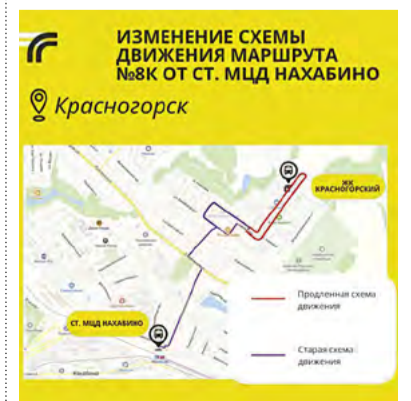 ИЗМЕНЕНИЕ СХЕМЫ
ДВИЖЕНИЯ МАРШРУТА
№8К ОТ СТ. МЦД НАХАБИНО
Красногорск
ЖК
КРАСНОГОРСКИЙ
Продленная схема
движения
СТ. МЦД НАХАБИНО
Старая схема
движения
Нахабино